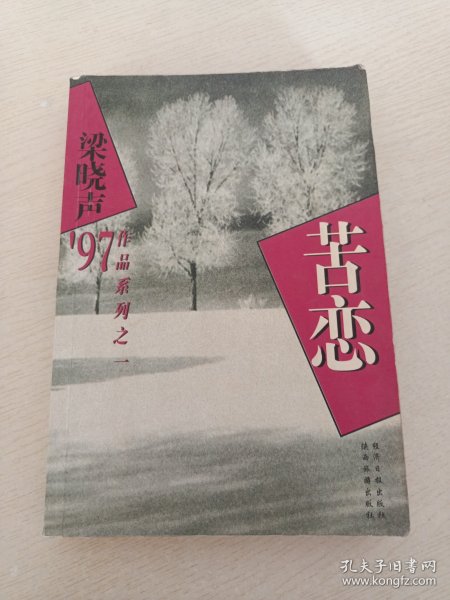 梁晓声
'97
作品系列之一
苦恋
经济日报出版社
陕西旅游出版社
孔夫子旧书网
www.kongfz.com